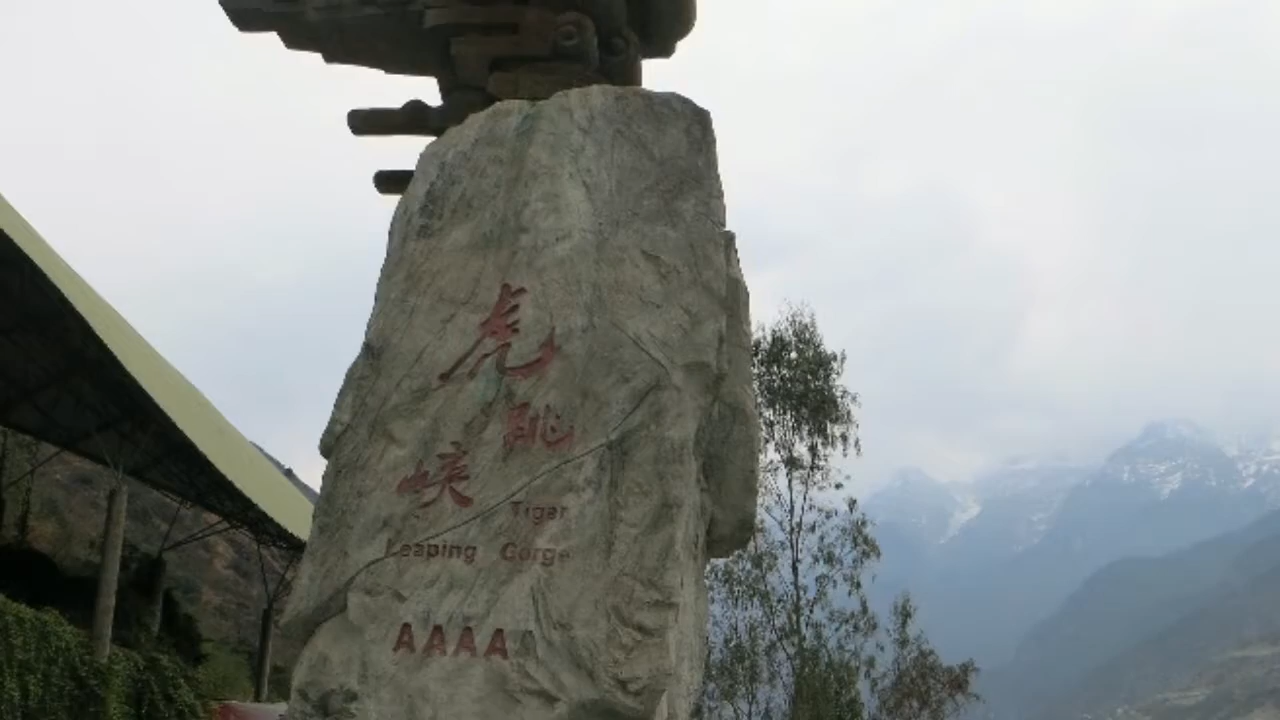 虎
跳
峡
Tiger
Leaping Gorge
AAAA